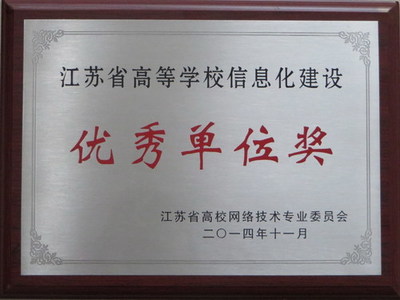 江苏省高等学校信息化建设
优秀单位奖
江苏省高校网络技术专业委员会
二〇一四年十一月